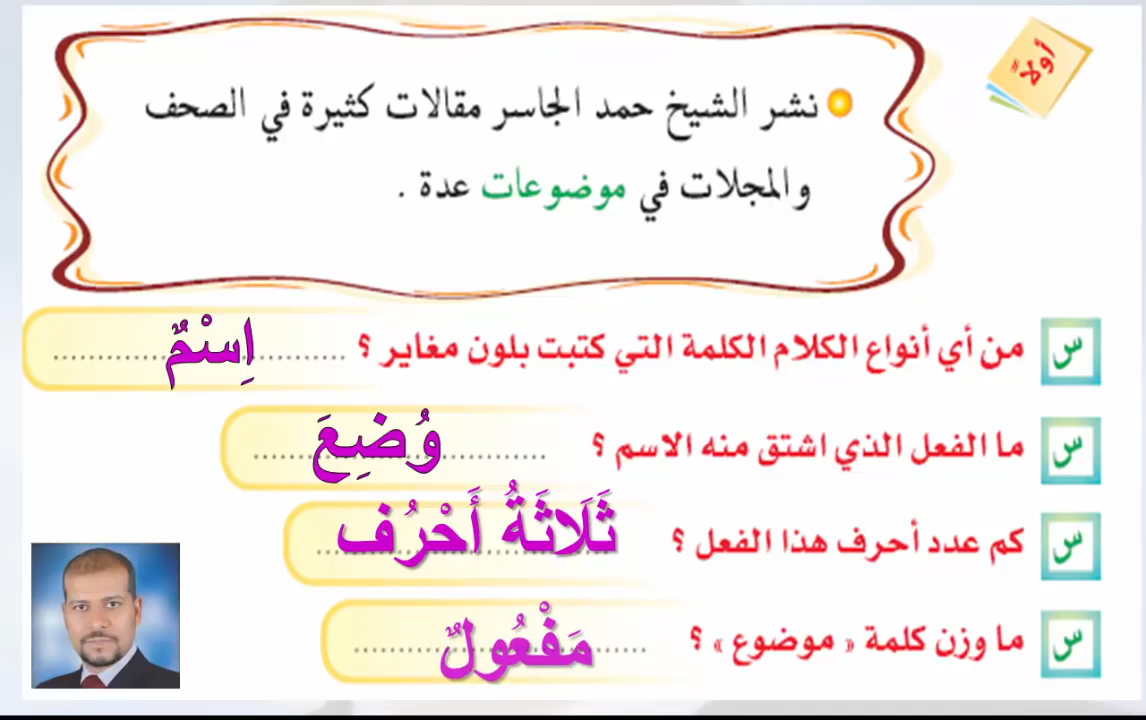 أولاً
نشر الشيخ حمد الجاسر مقالات كثيرة في الصحف
والمجلات في موضوعات عدة .
س من أي أنواع الكلام الكلمة التي كتبت بلون مغاير ؟ .......... اِسْمٌ ..........
س ما الفعل الذي اشتق منه الاسم ؟ .......... وُضِعَ ..........
س كم عدد أحرف هذا الفعل ؟ ثَلَاثَةُ أَحْرُف ..
س ما وزن كلمة « موضوع » ؟ .......... مَفْعُولٌ ..........